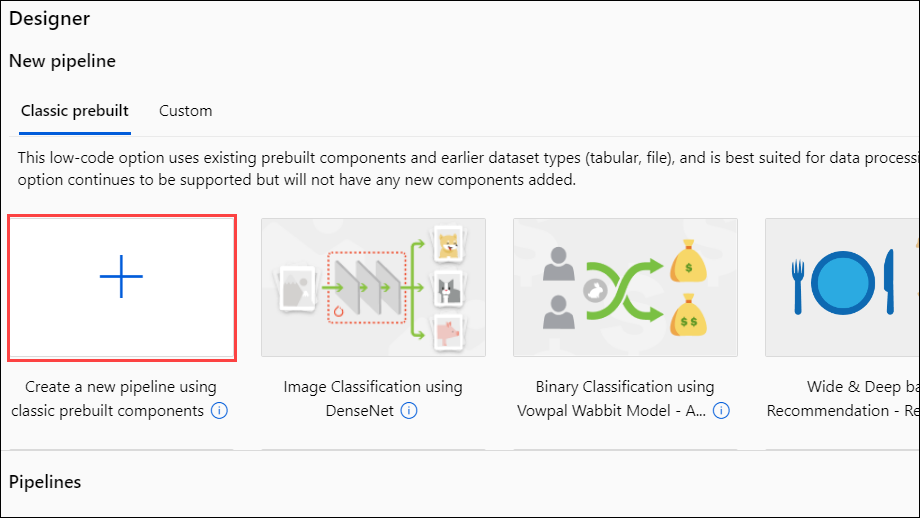 Designer
New pipeline
Classic prebuilt Custom
This low-code option uses existing prebuilt components and earlier dataset types (tabular, file), and is best suited for data
option continues to be supported but will not have any new components added.
$
$$
Create a new pipeline using
classic prebuilt components
Image Classification using
DenseNet
Binary Classification using
Vowpal Wabbit Model - A...
Wide & Deep
Recommendation -
Pipelines